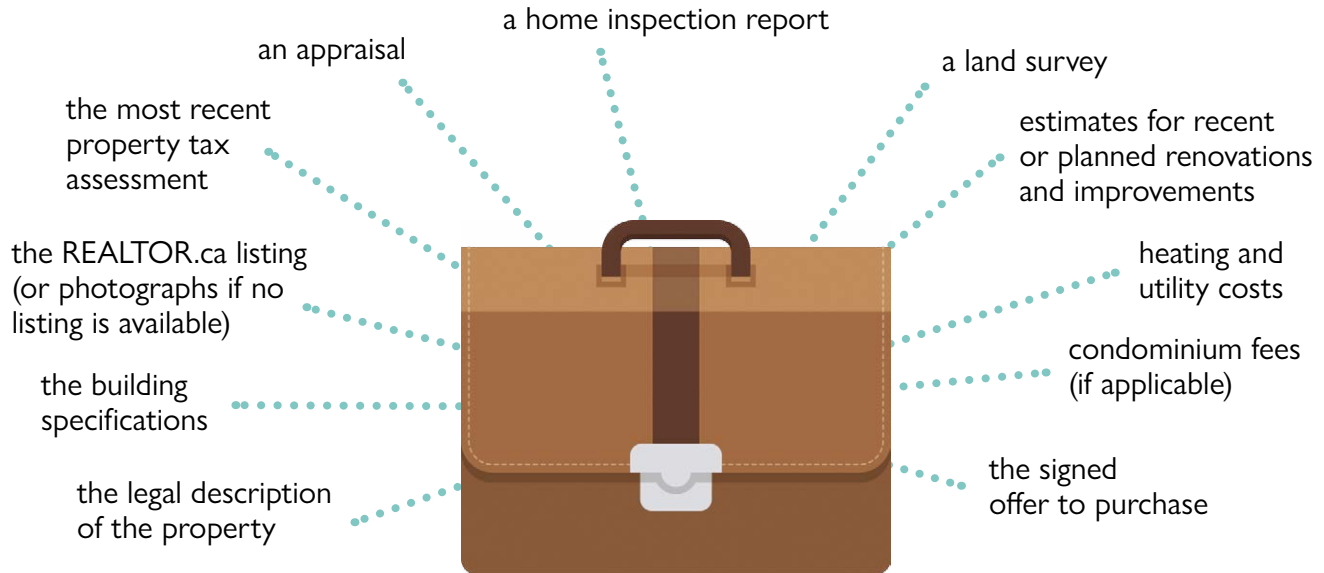 a home inspection report
an appraisal
a land survey
the most recent
property tax
assessment
estimates for recent
or planned renovations
and improvements
the REALTOR.ca listing
(or photographs if no
listing is available)
heating and
utility costs
the building
specifications
condominium fees
(if applicable)
the legal description
of the property
the signed
offer to purchase